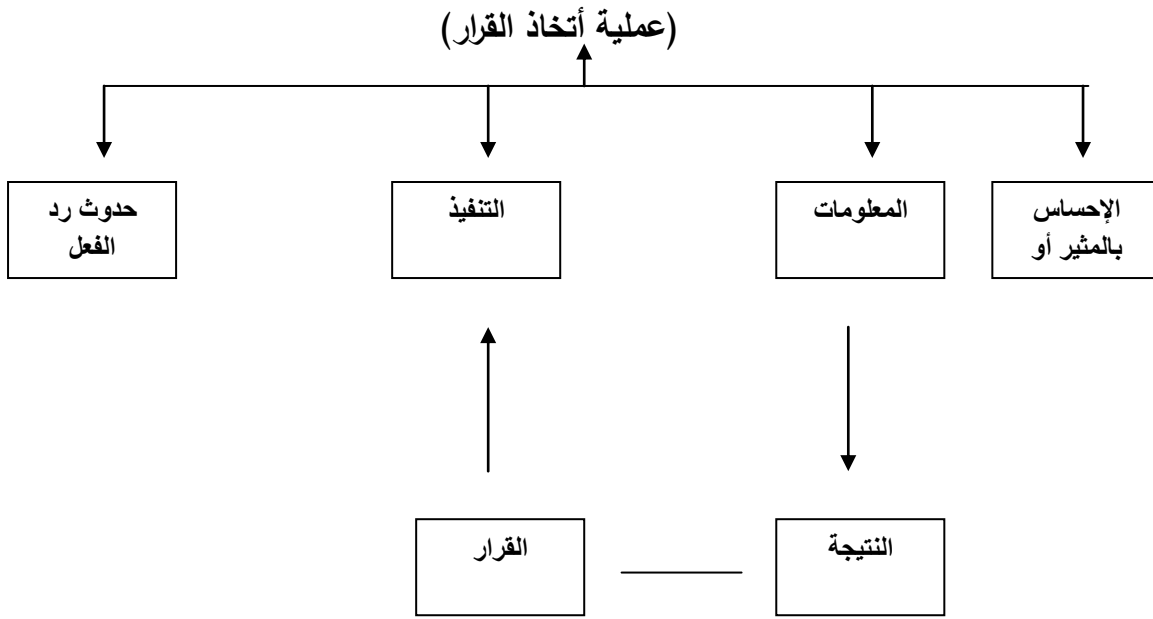 (عملية أتخاذ القرار)
الإحساس
بالمثير أو
المعلومات
التنفيذ
حدوث رد
الفعل
النتيجة
القرار